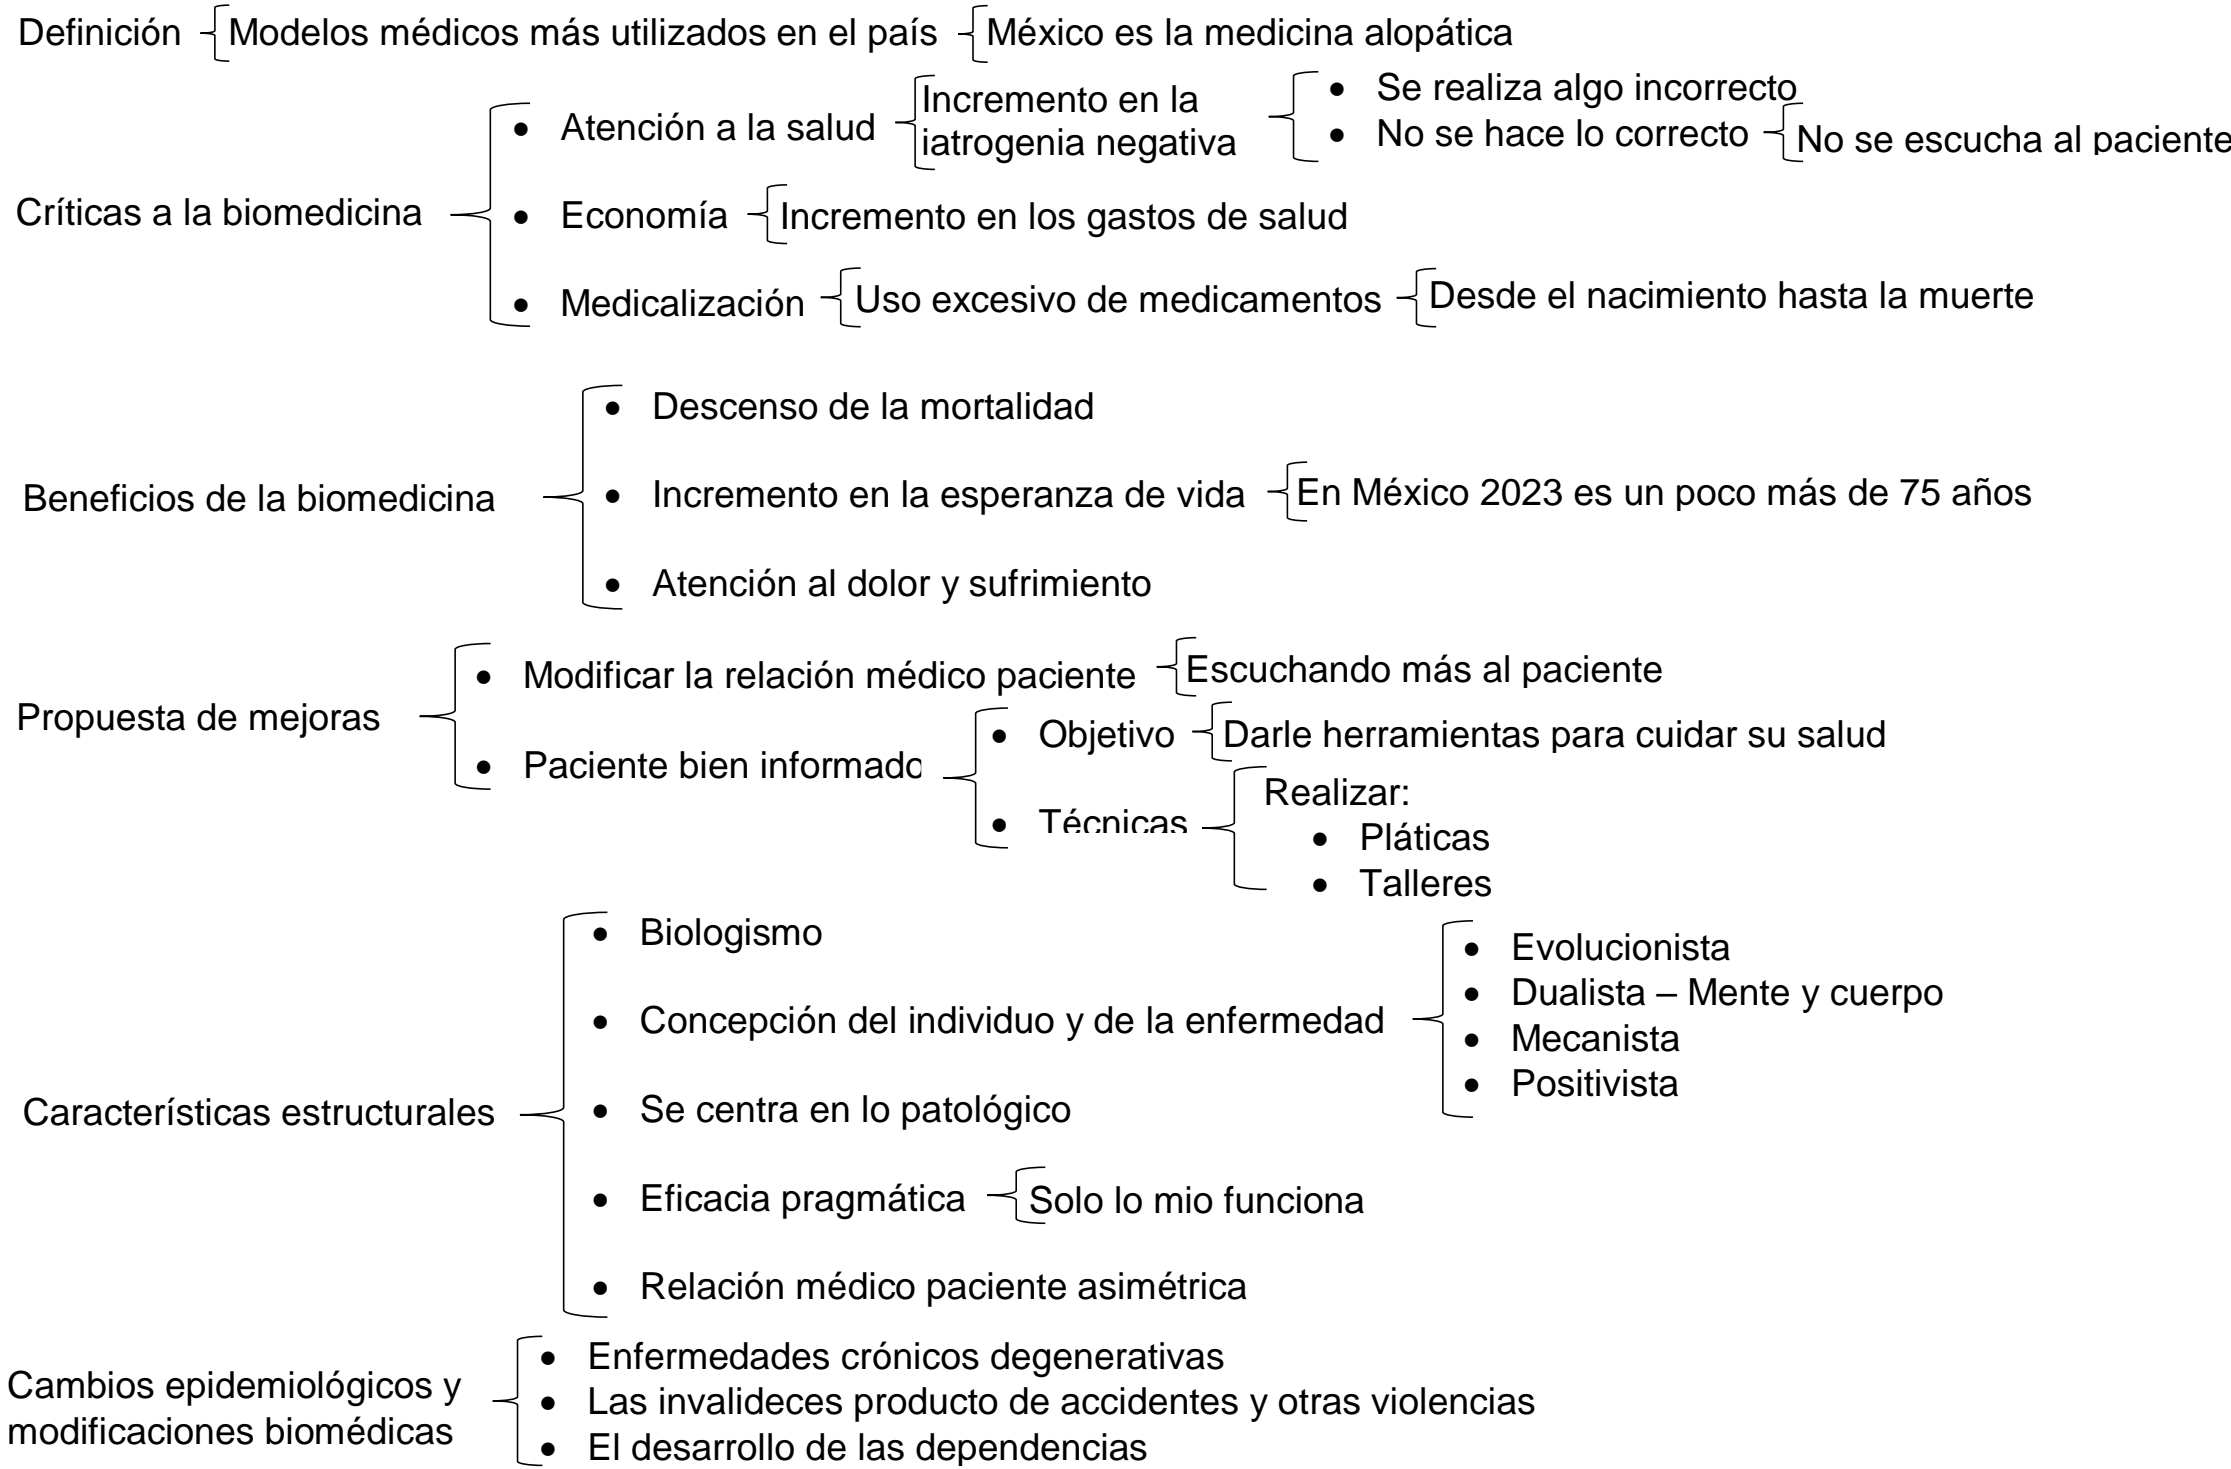 Definición
Modelos médicos más utilizados en el país
México es la medicina alopática
Críticas a la biomedicina
• Atención a la salud
Incremento en la
iatrogenia negativa
• Se realiza algo incorrecto
• No se hace lo correcto
No se escucha al paciente
• Economía
Incremento en los gastos de salud
• Medicalización
Uso excesivo de medicamentos
Desde el nacimiento hasta la muerte
Beneficios de la biomedicina
• Descenso de la mortalidad
• Incremento en la esperanza de vida
En México 2023 es un poco más de 75 años
• Atención al dolor y sufrimiento
Propuesta de mejoras
• Modificar la relación médico paciente
Escuchando más al paciente
• Paciente bien informado
• Objetivo
Darle herramientas para cuidar su salud
• Técnicas
Realizar:
• Pláticas
• Talleres
Características estructurales
• Biologismo
• Concepción del individuo y de la enfermedad
• Evolucionista
• Dualista – Mente y cuerpo
• Mecanista
• Positivista
• Se centra en lo patológico
• Eficacia pragmática
Solo lo mio funciona
• Relación médico paciente asimétrica
Cambios epidemiológicos y
modificaciones biomédicas
• Enfermedades crónicos degenerativas
• Las invalideces producto de accidentes y otras violencias
• El desarrollo de las dependencias